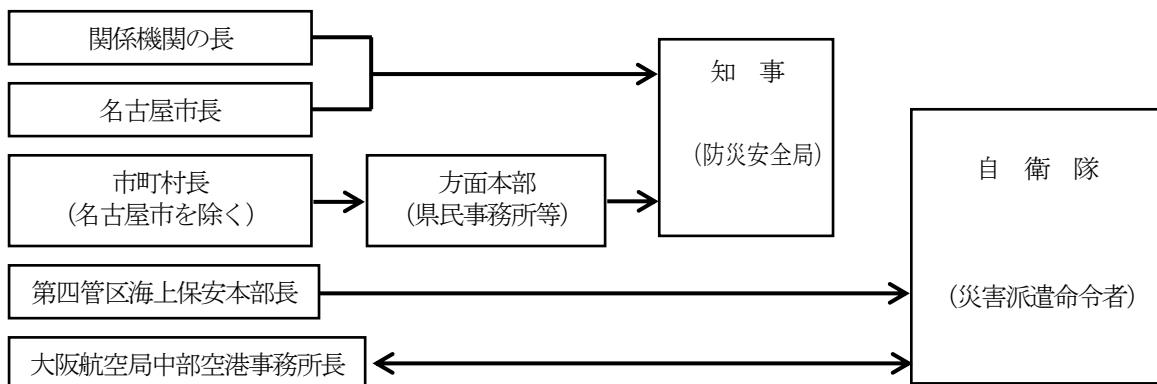 関係機関の長
名古屋市長
市町村長
(名古屋市を除く)
方面本部
(県民事務所等)
知 事
(防災安全局)
自 衛 隊
(災害派遣命令者)
第四管区海上保安本部長
大阪航空局中部空港事務所長